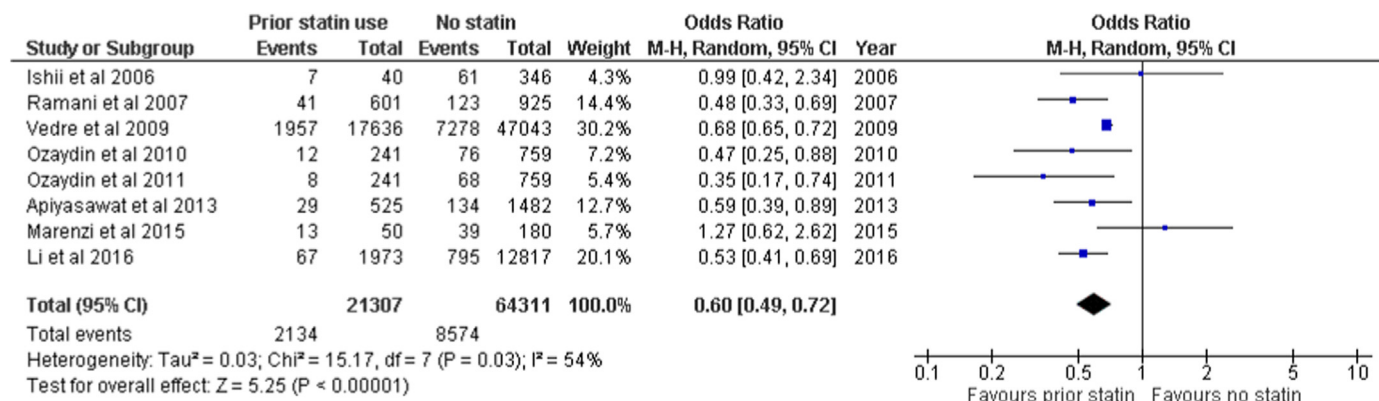 Prior statin use No statin Odds Ratio Odds Ratio
Study or Subgroup Events Total Events Total Weight M-H, Random, 95% CI Year M-H, Random, 95% CI
Ishii et al 2006 7 40 61 346 4.3% 0.99 [0.42, 2.34] 2006
Ramani et al 2007 41 601 123 925 14.4% 0.48 [0.33, 0.69] 2007
Vedre et al 2009 1957 17636 7278 47043 30.2% 0.68 [0.65, 0.72] 2009
Ozaydin et al 2010 12 241 76 759 7.2% 0.47 [0.25, 0.88] 2010
Ozaydin et al 2011 8 241 68 759 5.4% 0.35 [0.17, 0.74] 2011
Apiyasawat et al 2013 29 525 134 1482 12.7% 0.59 [0.39, 0.89] 2013
Marenzi et al 2015 13 50 39 180 5.7% 1.27 [0.62, 2.62] 2015
Li et al 2016 67 1973 795 12817 20.1% 0.53 [0.41, 0.69] 2016
Total (95% CI) 21307 64311 100.0% 0.60 [0.49, 0.72]
Total events 2134 8574
Heterogeneity: Tau² = 0.03; Chi² = 15.17, df = 7 (P = 0.03); I² = 54%
Test for overall effect: Z = 5.25 (P < 0.00001)
0.1 0.2 0.5 1 2 5 10
Favours prior statin Favours no statin